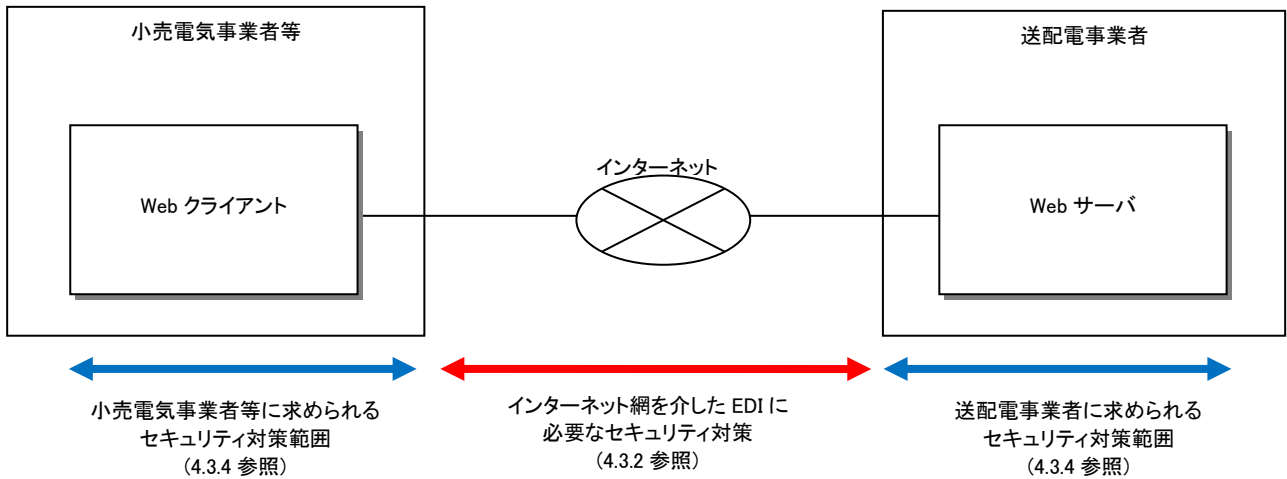 小売電気事業者等
送配電事業者
Web クライアント
インターネット
Web サーバ
小売電気事業者等に求められる
セキュリティ対策範囲
(4.3.4 参照)
インターネット網を介した EDI に
必要なセキュリティ対策
(4.3.2 参照)
送配電事業者に求められる
セキュリティ対策範囲
(4.3.4 参照)